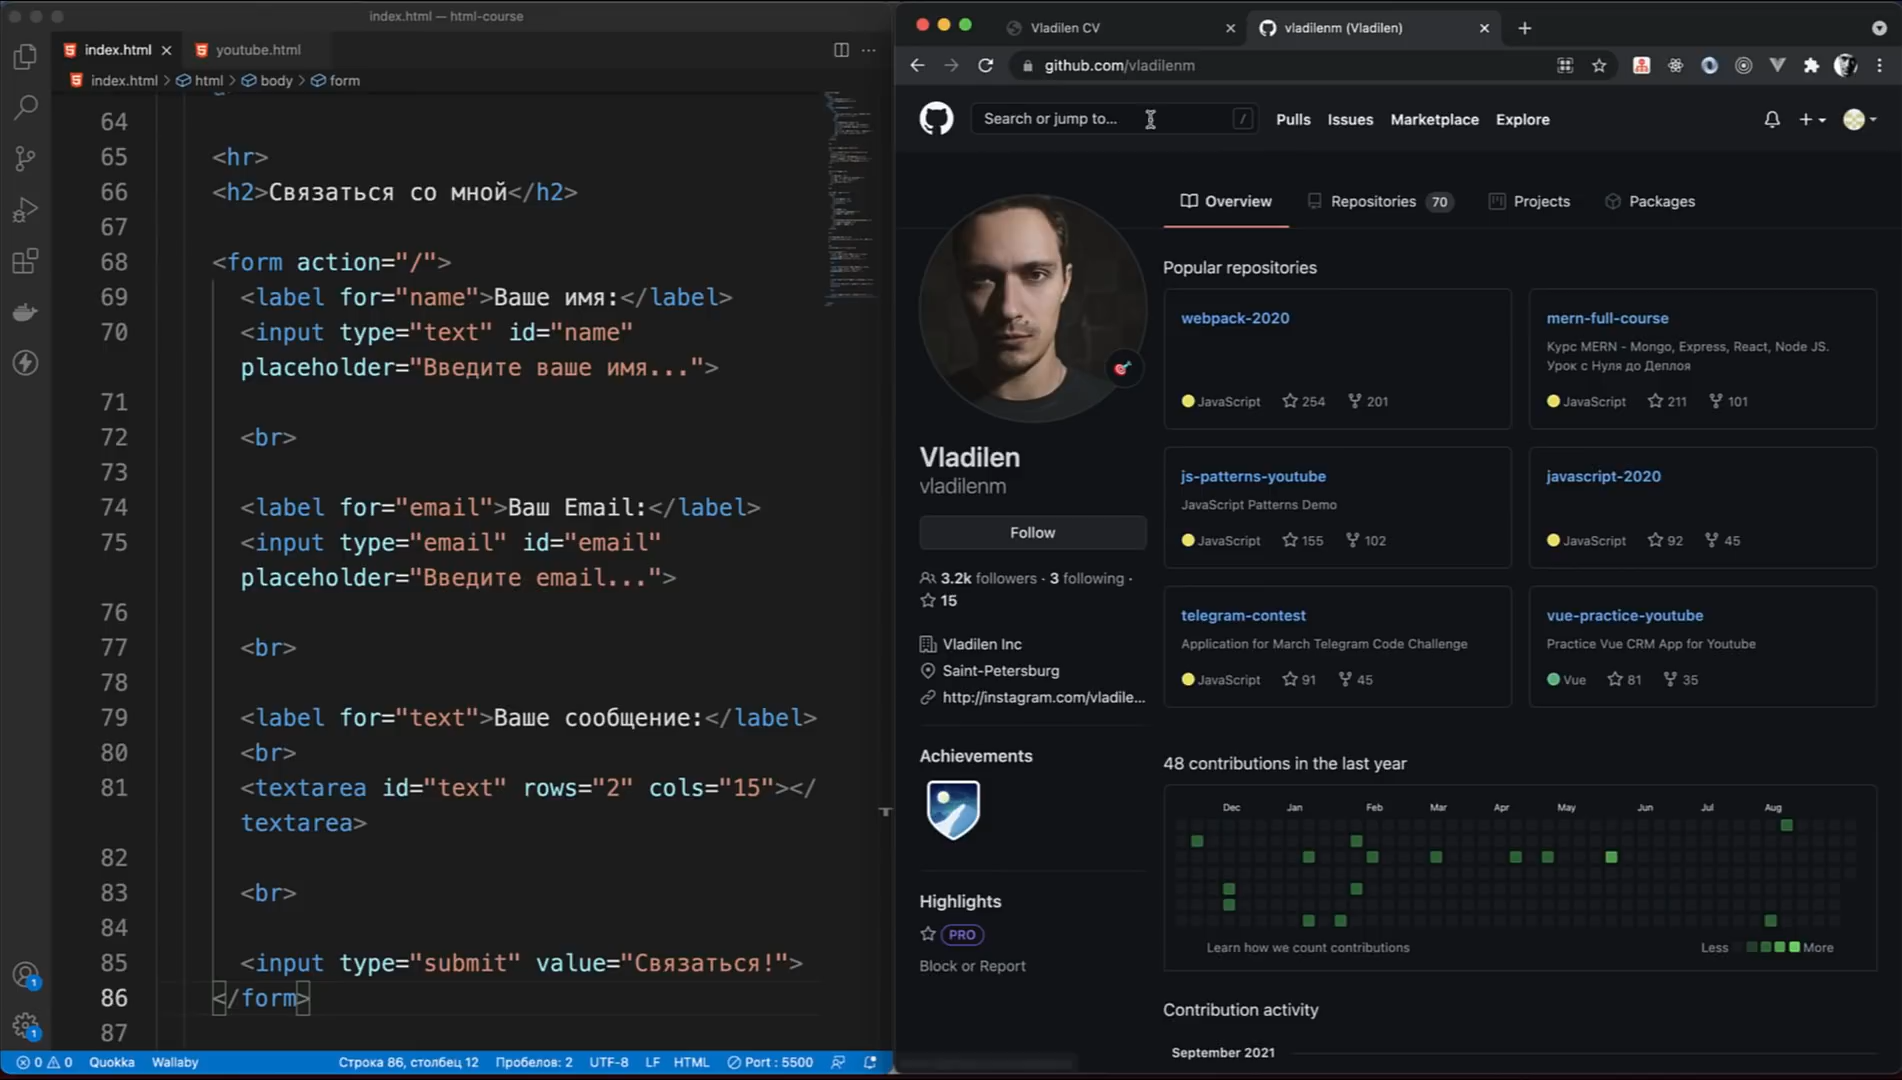 index.html — html-course
index.html
youtube.html
index.html > html > body > form
64
65 <hr>
66 <h2>Связаться со мной</h2>
67
68 <form action="/">
69 <label for="name">Ваше имя:</label>
70 <input type="text" id="name"
placeholder="Введите ваше имя...">
71
72 <br>
73
74 <label for="email">Ваш Email:</label>
75 <input type="email" id="email"
placeholder="Введите email...">
76
77 <br>
78
79 <label for="text">Ваше сообщение:</label>
80 <br>
81 <textarea id="text" rows="2" cols="15"></
textarea>
82
83 <br>
84
85 <input type="submit" value="Связаться!">
86 </form>
87
1
1
0 0 Quokka Wallaby Строка 86, столбец 12 Пробелов: 2 UTF-8 LF HTML Port : 5500
Vladilen CV
vladilenm (Vladilen)
github.com/vladilenm
Search or jump to... /
Pulls Issues Marketplace Explore
Overview Repositories 70 Projects Packages
Vladilen
vladilenm
Follow
3.2k followers · 3 following ·
15
Vladilen Inc
Saint-Petersburg
http://instagram.com/vladile...
Achievements
Highlights
PRO
Block or Report
Popular repositories
webpack-2020
JavaScript 254 201
mern-full-course
Курс MERN - Mongo, Express, React, Node JS.
Урок с Нуля до Деплоя
JavaScript 211 101
js-patterns-youtube
JavaScript Patterns Demo
JavaScript 155 102
javascript-2020
JavaScript 92 45
telegram-contest
Application for March Telegram Code Challenge
JavaScript 91 45
vue-practice-youtube
Practice Vue CRM App for Youtube
Vue 81 35
48 contributions in the last year
Dec Jan Feb Mar Apr May Jun Jul Aug
Learn how we count contributions
Less More
Contribution activity
September 2021